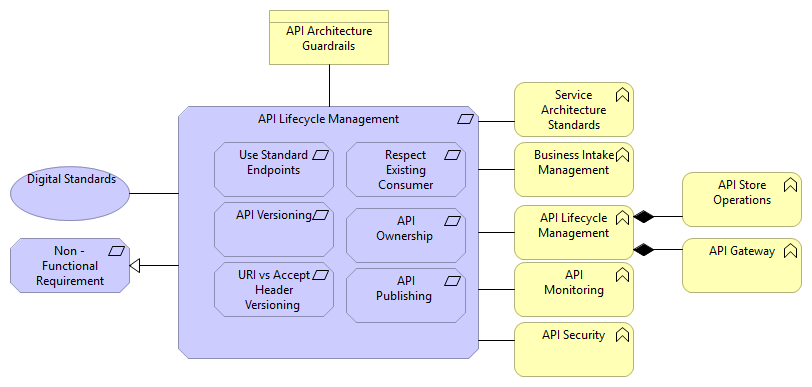 API Architecture
Guardrails
API Lifecycle Management
Use Standard
Endpoints
Respect
Existing
Consumer
API Versioning
API
Ownership
URI vs Accept
Header
Versioning
API
Publishing
Digital Standards
Non -
Functional
Requirement
Service
Architecture
Standards
Business Intake
Management
API Lifecycle
Management
API
Monitoring
API Security
API Store
Operations
API Gateway